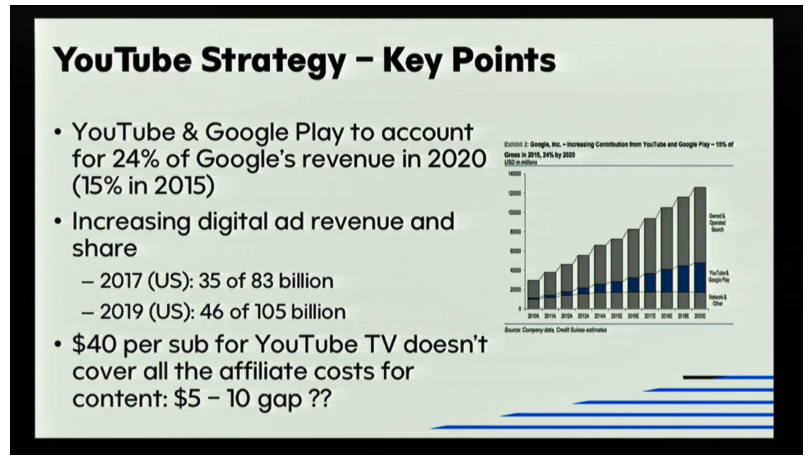 YouTube Strategy – Key Points
• YouTube & Google Play to account
for 24% of Google's revenue in 2020
(15% in 2015)
• Increasing digital ad revenue and
share
– 2017 (US): 35 of 83 billion
– 2019 (US): 46 of 105 billion
• $40 per sub for YouTube TV doesn't
cover all the affiliate costs for
content: $5 – 10 gap ??
Exhibit 2: Google, Inc. – Increasing Contribution from YouTube and Google Play – 15% of
Gross in 2015, 24% by 2020
USD in millions
140000
120000
100000
80000
60000
40000
20000
0
2010A 2011A 2012A 2013A 2014A 2015E 2016E 2017E 2018E 2019E 2020E
Owned &
Operated
Search
YouTube &
Google Play
Network &
Other
Source: Company data, Credit Suisse estimates